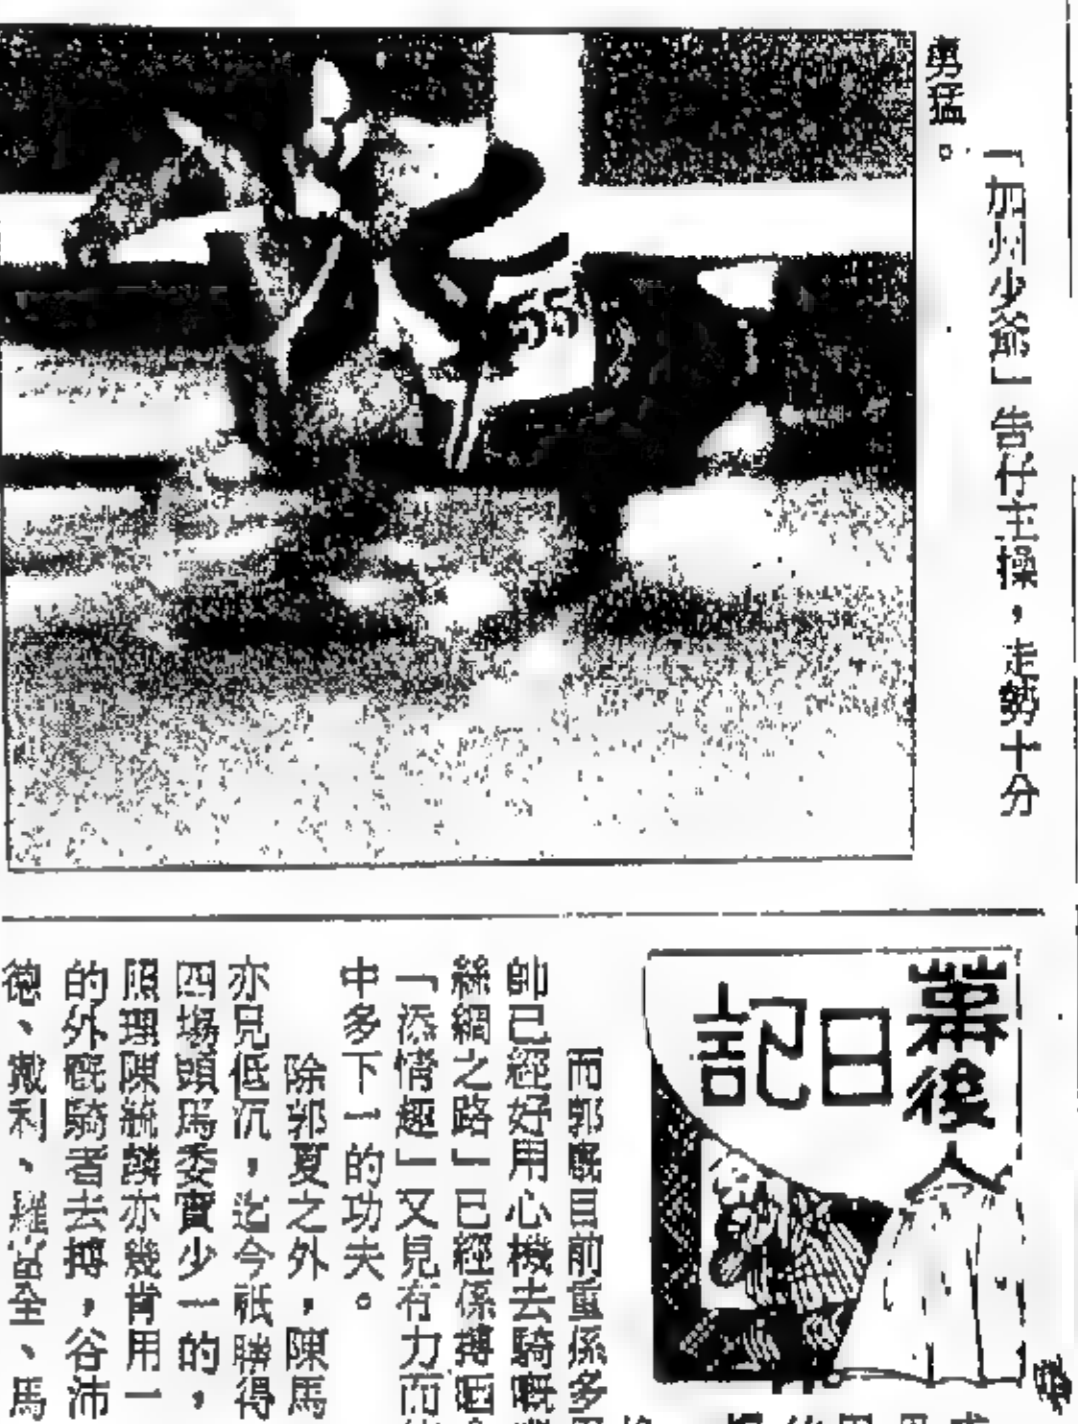 「加州少爺」告仔主操，走勢十分
勇猛。
55
幕後人
日記
而郭嘅目前重係多
帥已經好用心機去騎嘅
絲綢之路」已經係搏晒
「添情趣」又見有力而
中多下一的功夫。
除郭夏之外，陳馬
亦見低沉，迄今祇勝得
四場頭馬委實少一的，
照理陳毓麟亦幾肯用一
的外嘅騎者去搏，谷沛
德、戴利、羅富全、馬